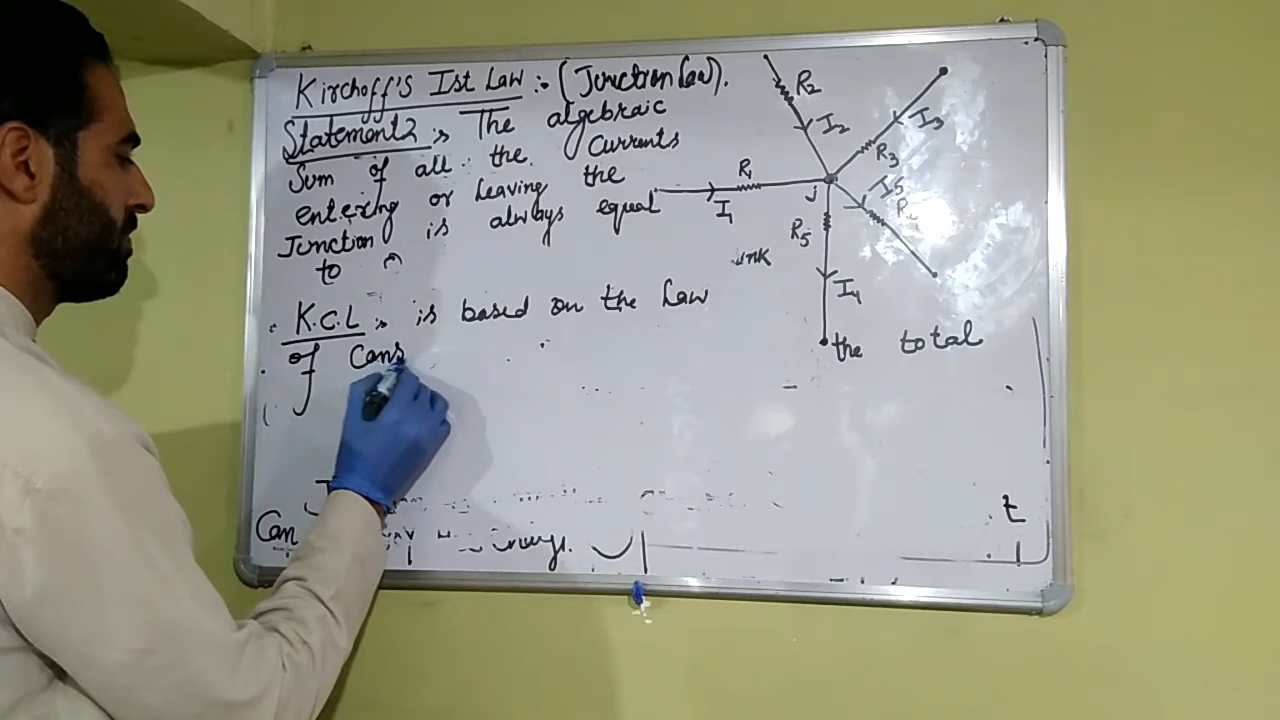 Kirchoff's Ist Law :- (Junction law).
Statement :- The algebraic
Sum of all the currents
entering or Leaving the
Junction is always equal
to
R2
I2
I3
R3
R1
I1
J
I5
R5
I4
K.C.L :- is based on the Law
of Cons
the total
Can
t